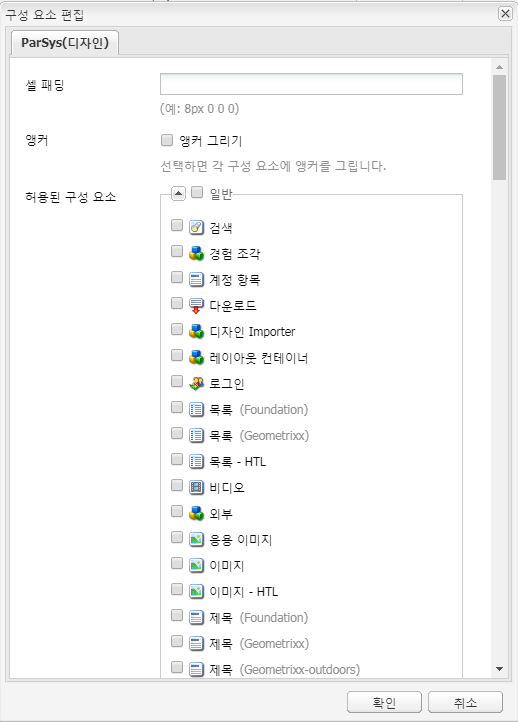 구성 요소 편집
ParSys(디자인)
셀 패딩
(예: 8px 0 0 0)
앵커
앵커 그리기
선택하면 각 구성 요소에 앵커를 그립니다.
허용된 구성 요소
일반
검색
경험 조각
계정 항목
다운로드
디자인 Importer
레이아웃 컨테이너
로그인
목록 (Foundation)
목록 (Geometrixx)
목록 - HTL
비디오
외부
응용 이미지
이미지
이미지 - HTL
제목 (Foundation)
제목 (Geometrixx)
제목 (Geometrixx-outdoors)
확인
취소